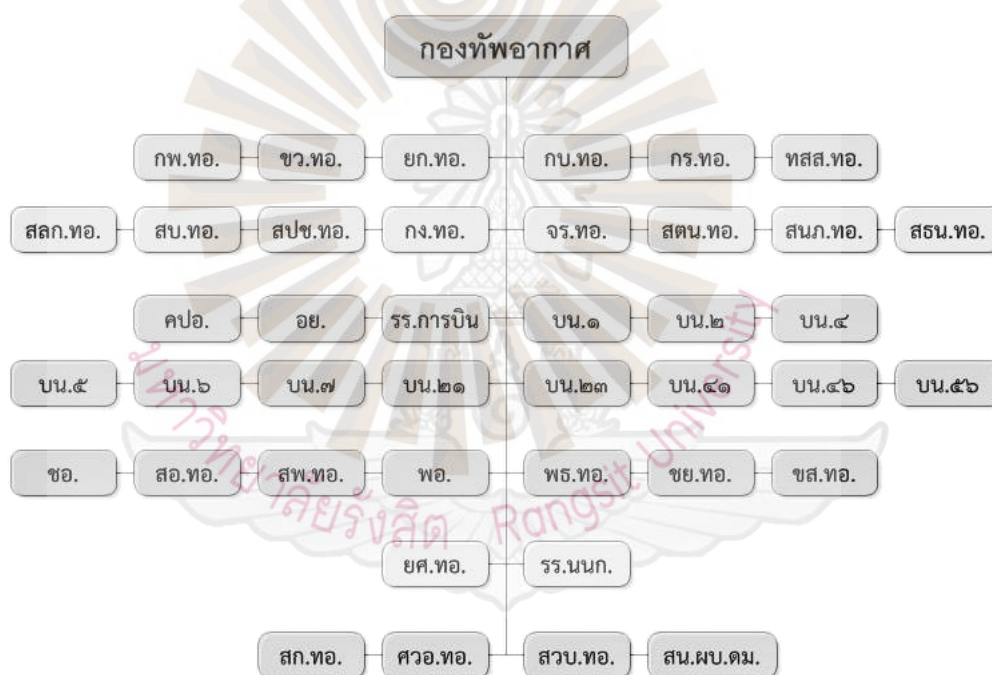 กองทัพอากาศ
กพ.ทอ. ขว.ทอ. ยก.ทอ. กบ.ทอ. กร.ทอ. ทสส.ทอ.
สลก.ทอ. สบ.ทอ. สปช.ทอ. กง.ทอ. จร.ทอ. สตน.ทอ. สนภ.ทอ. สธน.ทอ.
คปอ. อย. รร.การบิน บน.๑ บน.๒ บน.๔
บน.๕ บน.๖ บน.๗ บน.๒๑ บน.๒๓ บน.๔๑ บน.๔๖ บน.๕๖
ชอ. สอ.ทอ. สพ.ทอ. พอ. พธ.ทอ. ชย.ทอ. ขส.ทอ.
มหาวิทยาลัยรังสิต Rangsit University
ยศ.ทอ. รร.นนก.
สก.ทอ. ศวอ.ทอ. สวบ.ทอ. สน.ผบ.ดม.